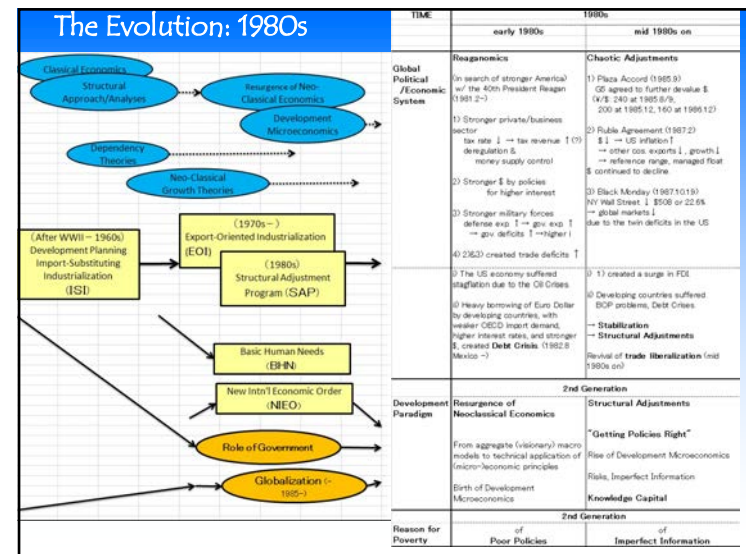 The Evolution: 1980s
Classical Economics
Structural
Approach/Analyses
Resurgence of Neo-
Classical Economics
Development
Microeconomics
Dependency
Theories
Neo-Classical
Growth Theories
(After WWII – 1960s)
Development Planning
Import-Substituting
Industrialization
(ISI)
(1970s – )
Export-Oriented Industrialization
(EOI)
(1980s)
Structural Adjustment
Program (SAP)
Basic Human Needs
(BHN)
New Intn'l Economic Order
(NIEO)
Role of Government
Globalization (-
1985-)
TIME
1980s
early 1980s
mid 1980s on
Global
Political
/Economic
System
Reaganomics
(in search of stronger America)
w/ the 40th President Reagan
(1981.2~)
1) Stronger private/business
sector
tax rate ↓ → tax revenue ↑ (?)
deregulation &
money supply control
2) Stronger $ by policies
for higher interest
3) Stronger military forces
defense exp ↑ → gov. exp ↑
→ gov. deficits ↑ →higher i
4) 2)&3) created trade deficits ↑
Chaotic Adjustments
1) Plaza Accord (1985.9)
G5 agreed to further devalue $
(¥/$: 240 at 1985.8/9,
200 at 1985.12, 160 at 1986.12)
2) Ruble Agreement (1987.2)
$↓ → US inflation↑
→ other cos. exports↓, growth↓
→ reference range, managed float
$ continued to decline
3) Black Monday (1987.10.19)
NY Wall Street ↓ $508 or 22.6%
→ global markets↓
due to the twin deficits in the US
i) The US economy suffered
stagflation due to the Oil Crises.
ii) Heavy borrowing of Euro Dollar
by developing countries, with
weaker OECD import demand,
higher interest rates, and stronger
$, created Debt Crisis (1982.8
Mexico ~)
i) 1) created a surge in FDI.
ii) Developing countries suffered
BOP problems, Debt Crises.
→ Stabilization
→ Structural Adjustments
Revival of trade liberalization (mid
1980s on)
2nd Generation
Development
Paradigm
Resurgence of
Neoclassical Economics
From aggregate (visionary) macro
models to technical application of
(micro-)economic principles
Birth of Development
Microeconomics
Structural Adjustments
"Getting Policies Right"
Rise of Development Microeconomics
Risks, Imperfect Information
Knowledge Capital
2nd Generation
Reason for
Poverty
of
Poor Policies
of
Imperfect Information